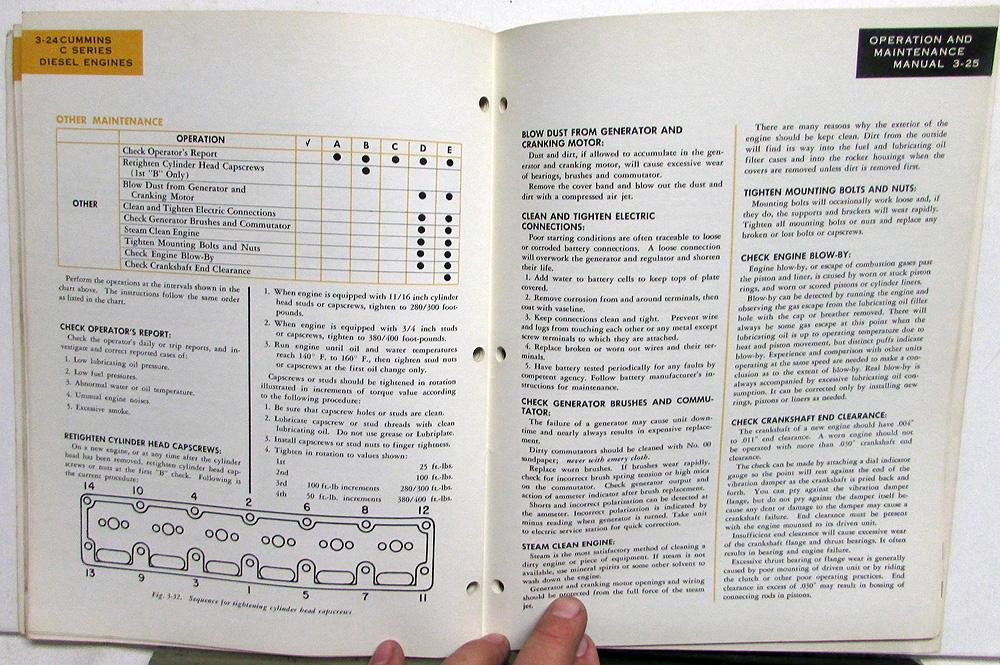 3-24 CUMMINS
C SERIES
DIESEL ENGINES
OTHER MAINTENANCE
OPERATION √ A B C D E
OTHER
Check Operator's Report ● ● ● ● ●
Retighten Cylinder Head Capscrews
(1st "B" Only) ●
Blow Dust from Generator and
Cranking Motor ● ●
Clean and Tighten Electric Connections
Check Generator Brushes and Commutator ● ●
Steam Clean Engine ● ●
Tighten Mounting Bolts and Nuts ● ●
Check Engine Blow-By ● ●
Check Crankshaft End Clearance ● ●
●
Perform the operations at the intervals shown in the
chart above. The instructions follow the same order
as listed in the chart.
CHECK OPERATOR'S REPORT:
Check the operator's daily or trip reports, and in-
vestigate and correct reported cases of:
1. Low lubricating oil pressure.
2. Low fuel pressures.
3. Abnormal water or oil temperature.
4. Unusual engine noises.
5. Excessive smoke.
RETIGHTEN CYLINDER HEAD CAPSCREWS:
On a new engine, or at any time after the cylinder
head has been removed, retighten cylinder head cap-
screws or nuts at the first "B" check. Following is
the current procedure:
1. When engine is equipped with 11/16 inch cylinder
head studs or capscrews, tighten to 280/300 foot-
pounds.
2. When engine is equipped with 3/4 inch studs
or capscrews, tighten to 380/400 foot-pounds.
3. Run engine until oil and water temperatures
reach 140° F. to 160° F., then tighten stud nuts
or capscrews at the first oil change only.
Capscrews or studs should be tightened in rotation
illustrated in increments of torque value according
to the following procedure:
1. Be sure that capscrew holes or studs are clean.
2. Lubricate capscrew or stud threads with clean
lubricating oil. Do not use grease or Lubriplate.
3. Install capscrews or stud nuts to finger tightness.
4. Tighten in rotation to values shown:
1st 25 ft.-lbs.
2nd 100 ft.-lbs.
3rd 100 ft.-lb increments 280/300 ft.-lbs.
4th 50 ft.-lb. increments 380/400 ft.-lbs.
14 10 4 2 6 8 12
13 9 3 1 5 7 11
Fig. 3-32. Sequence for tightening cylinder head capscrews
OPERATION AND
MAINTENANCE
MANUAL 3-25
BLOW DUST FROM GENERATOR AND
CRANKING MOTOR:
Dust and dirt, if allowed to accumulate in the gen-
erator and cranking motor, will cause excessive wear
of bearings, brushes and commutator.
Remove the cover band and blow out the dust and
dirt with a compressed air jet.
CLEAN AND TIGHTEN ELECTRIC
CONNECTIONS:
Poor starting conditions are often traceable to loose
or corroded battery connections. A loose connection
will overwork the generator and regulator and shorten
their life.
1. Add water to battery cells to keep tops of plate
covered.
2. Remove corrosion from and around terminals, then
coat with vaseline.
3. Keep connections clean and tight. Prevent wire
and lugs from touching each other or any metal except
screw terminals to which they are attached.
4. Replace broken or worn out wires and their ter-
minals.
5. Have battery tested periodically for any faults by
competent agency. Follow battery manufacturer's in-
structions for maintenance.
CHECK GENERATOR BRUSHES AND COMMU-
TATOR:
The failure of a generator may cause unit down-
time and nearly always results in expensive replace-
ment.
Dirty commutators should be cleaned with No. 00
sandpaper; never with emery cloth.
Replace worn brushes. If brushes wear rapidly,
check for incorrect brush spring tension or high mica
on the commutator. Check generator output and
action of ammeter indicator after brush replacement.
Shorts and incorrect polarization can be detected at
the ammeter. Incorrect polarization is indicated by
minus reading when generator is turned. Take unit
to electric service station for quick correction.
STEAM CLEAN ENGINE:
Steam is the most satisfactory method of cleaning a
dirty engine or piece of equipment. If steam is not
available, use mineral spirits or some other solvent to
wash down the engine.
Generator and cranking motor openings and wiring
should be protected from the full force of the steam
jet.
There are many reasons why the exterior of the
engine should be kept clean. Dirt from the outside
will find its way into the fuel and lubricating oil
filter cases and into the rocker housings when the
covers are removed unless dirt is removed first.
TIGHTEN MOUNTING BOLTS AND NUTS:
Mounting bolts will occasionally work loose and, if
they do, the supports and brackets will wear rapidly.
Tighten all mounting bolts or nuts and replace any
broken or lost bolts or capscrews.
CHECK ENGINE BLOW-BY:
Engine blow-by, or escape of combustion gases past
the piston and liner, is caused by worn or stuck piston
rings, and worn or scored pistons or cylinder liners.
Blow-by can be detected by running the engine and
observing the gas escape from the lubricating oil filler
hole with the cap or breather removed. There will
always be some gas escape at this point when the
lubricating oil is up to operating temperature due to
heat and piston movement, but distinct puffs indicate
blow-by. Experience and comparison with other units
operating at the same speed are needed to make a con-
clusion as to the extent of blow-by. Real blow-by is
always accompanied by excessive lubricating oil con-
sumption. It can be corrected only by installing new
rings, pistons or liners as needed.
CHECK CRANKSHAFT END CLEARANCE:
The crankshaft of a new engine should have .004"
to .011" end clearance. A worn engine should not
be operated with more than .030" crankshaft end
clearance.
The check can be made by attaching a dial indicator
gauge so the point will rest against the end of the
vibration damper as the crankshaft is pried back and
forth. You can pry against the vibration damper
flange, but do not pry against the damper itself be-
cause any dent or damage to the damper may cause a
crankshaft failure. End clearance must be present
with the engine mounted to its driven unit.
Insufficient end clearance will cause excessive wear
of the crankshaft flange and thrust bearings. It often
results in bearing and engine failure.
Excessive thrust bearing or flange wear is generally
caused by poor mounting of driven unit or by riding
the clutch or other poor operating practices. End
clearance in excess of .030" may result in bossing of
connecting rods in pistons.